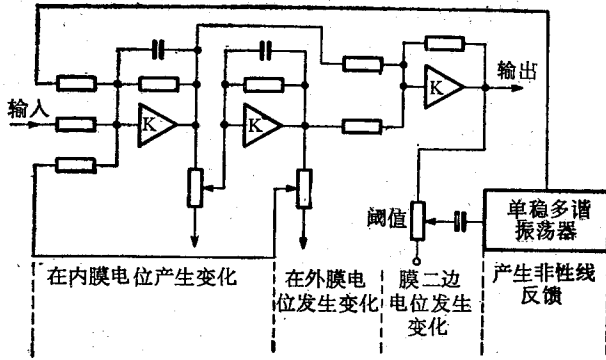 输入
K
K
K
输出
阈值
单稳多谐
振荡器
在内膜电位产生变化
在外膜电
位发生变化
膜二边
电位发生
变化
产生非性线
反馈